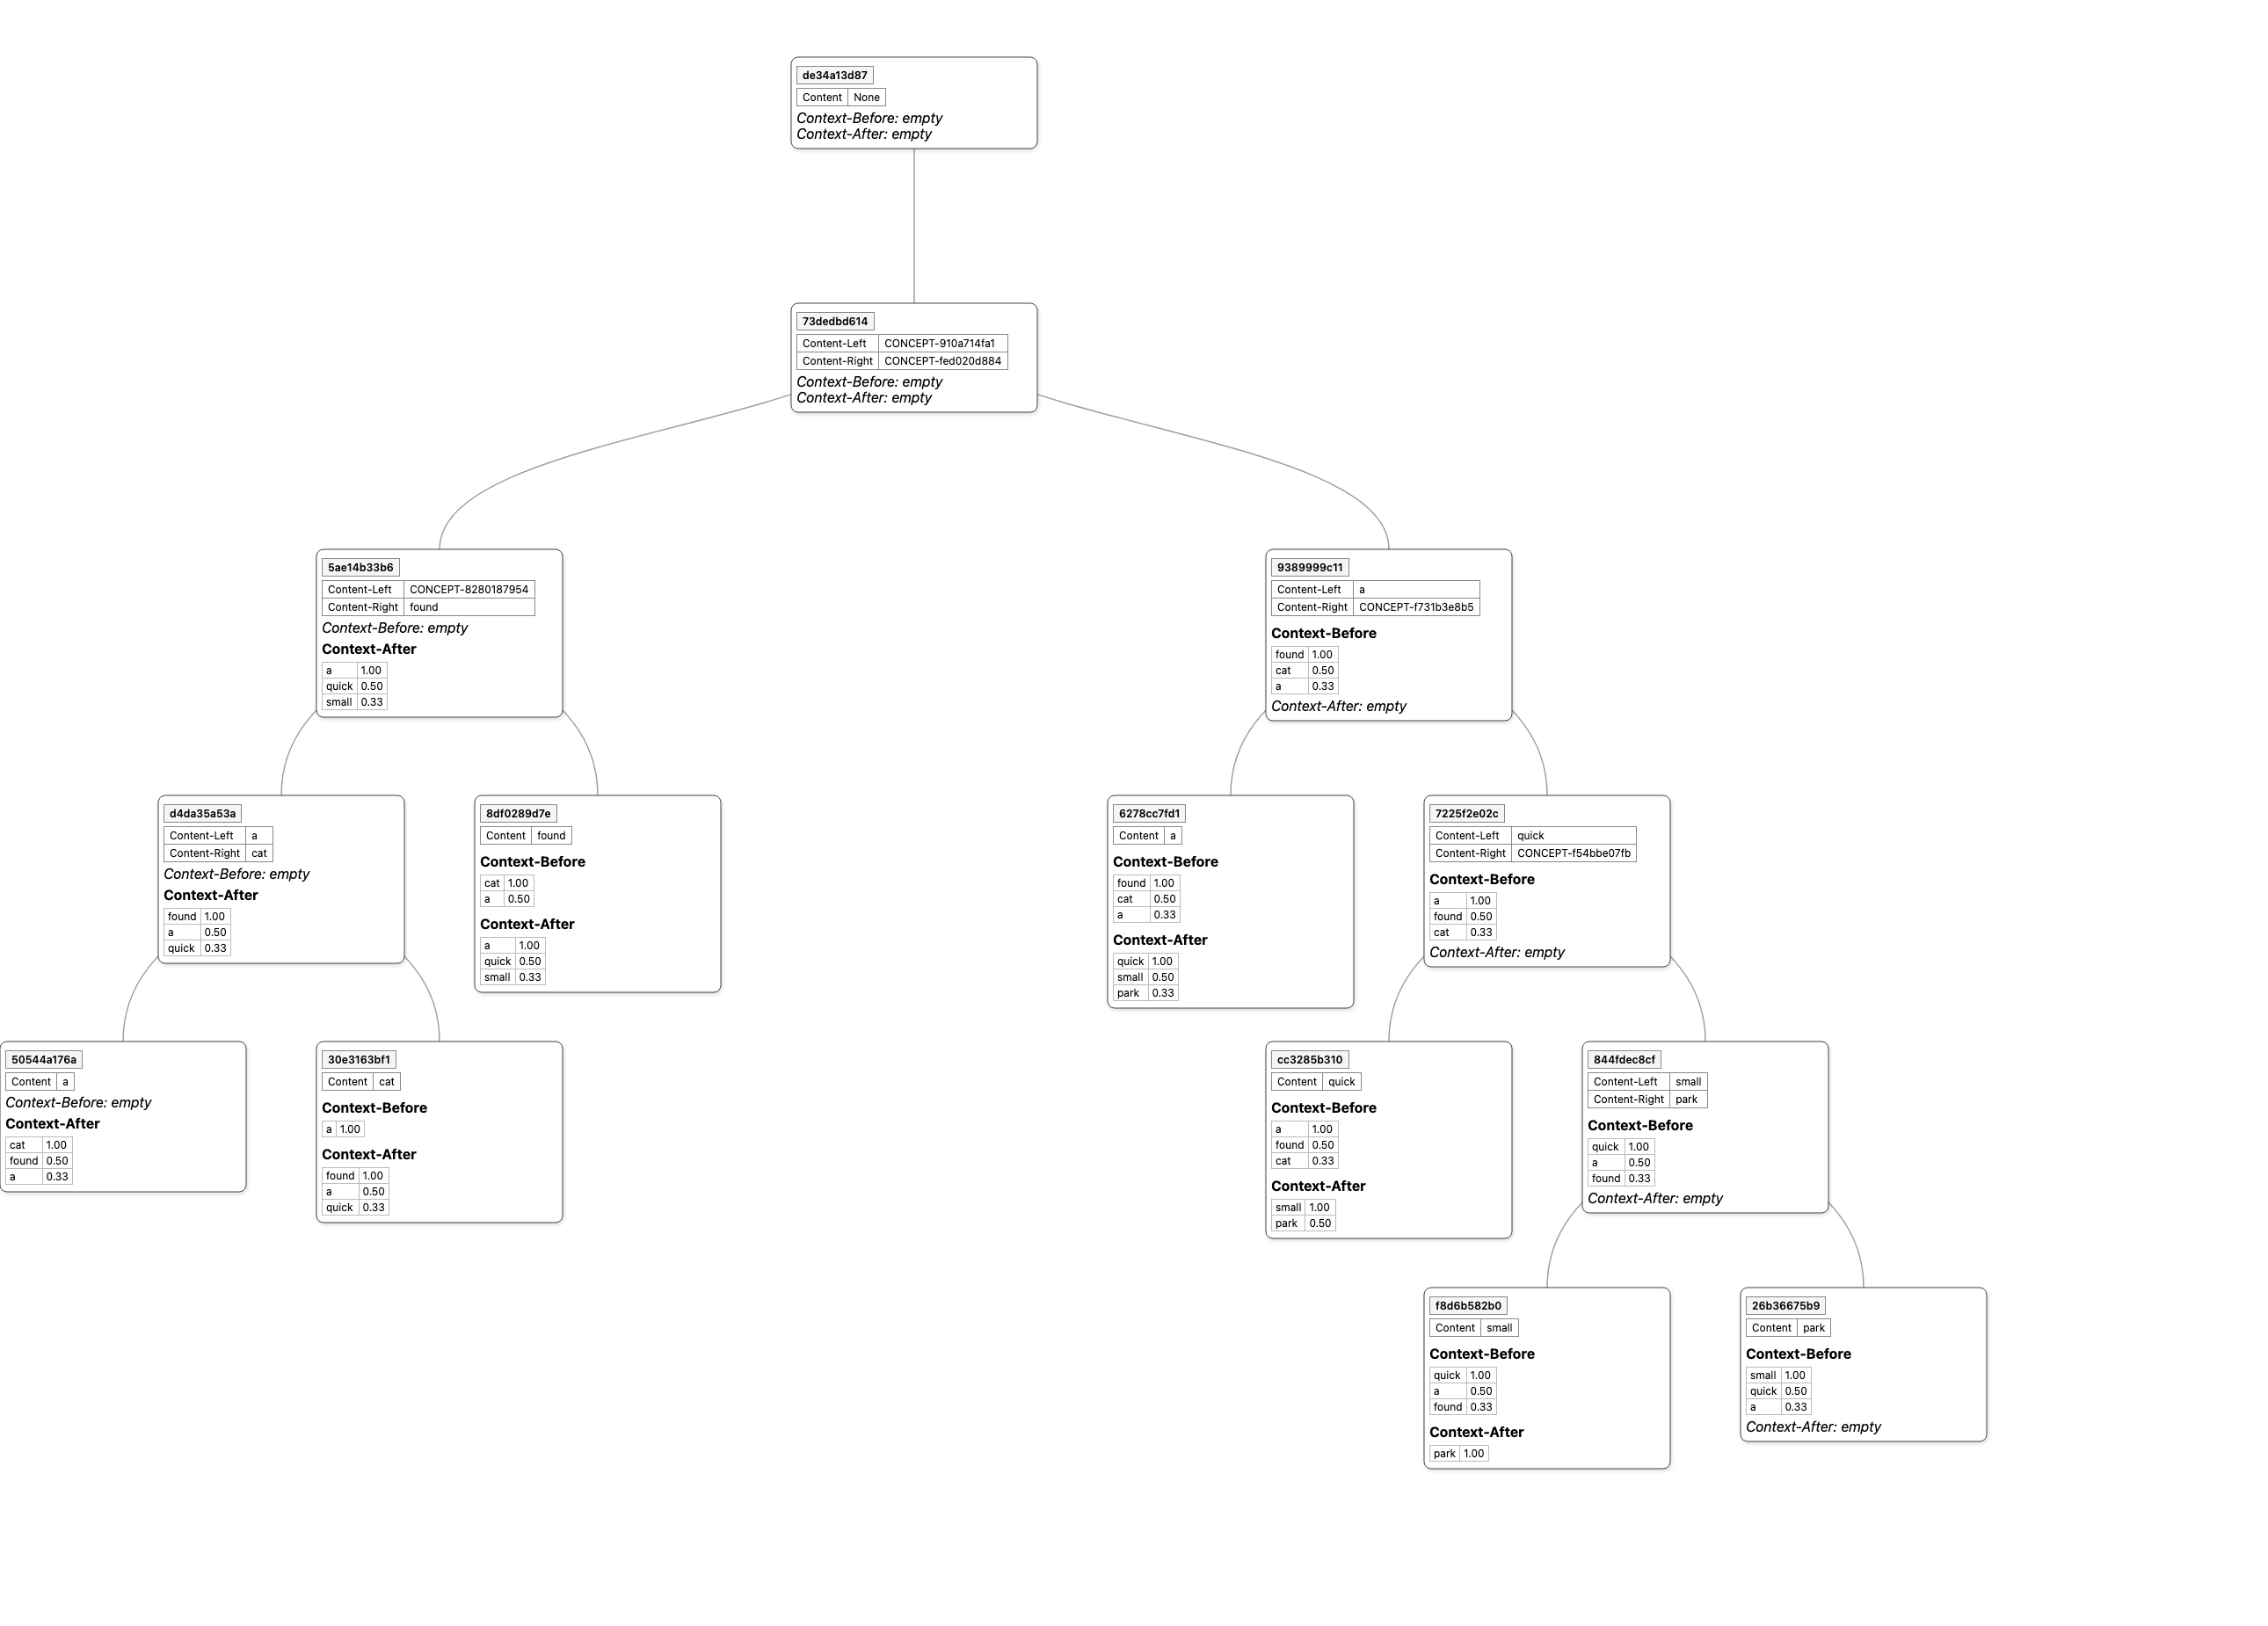 de34a13d87
Content None
Context-Before: empty
Context-After: empty
73dedbd614
Content-Left CONCEPT-910a714fa1
Content-Right CONCEPT-fed020d884
Context-Before: empty
Context-After: empty
5ae14b33b6
Content-Left CONCEPT-8280187954
Content-Right found
Context-Before: empty
Context-After
a 1.00
quick 0.50
small 0.33
9389999c11
Content-Left a
Content-Right CONCEPT-f731b3e8b5
Context-Before
found 1.00
cat 0.50
a 0.33
Context-After: empty
d4da35a53a
Content-Left a
Content-Right cat
Context-Before: empty
Context-After
found 1.00
a 0.50
quick 0.33
8df0289d7e
Content found
Context-Before
cat 1.00
a 0.50
Context-After
a 1.00
quick 0.50
small 0.33
6278cc7fd1
Content a
Context-Before
found 1.00
cat 0.50
a 0.33
Context-After
quick 1.00
small 0.50
park 0.33
7225f2e02c
Content-Left quick
Content-Right CONCEPT-f54bbe07fb
Context-Before
a 1.00
found 0.50
cat 0.33
Context-After: empty
50544a176a
Content a
Context-Before: empty
Context-After
cat 1.00
found 0.50
a 0.33
30e3163bf1
Content cat
Context-Before
a 1.00
Context-After
found 1.00
a 0.50
quick 0.33
cc3285b310
Content quick
Context-Before
a 1.00
found 0.50
cat 0.33
Context-After
small 1.00
park 0.50
844fdec8cf
Content-Left small
Content-Right park
Context-Before
quick 1.00
a 0.50
found 0.33
Context-After: empty
f8d6b582b0
Content small
Context-Before
quick 1.00
a 0.50
found 0.33
Context-After
park 1.00
26b36675b9
Content park
Context-Before
small 1.00
quick 0.50
a 0.33
Context-After: empty